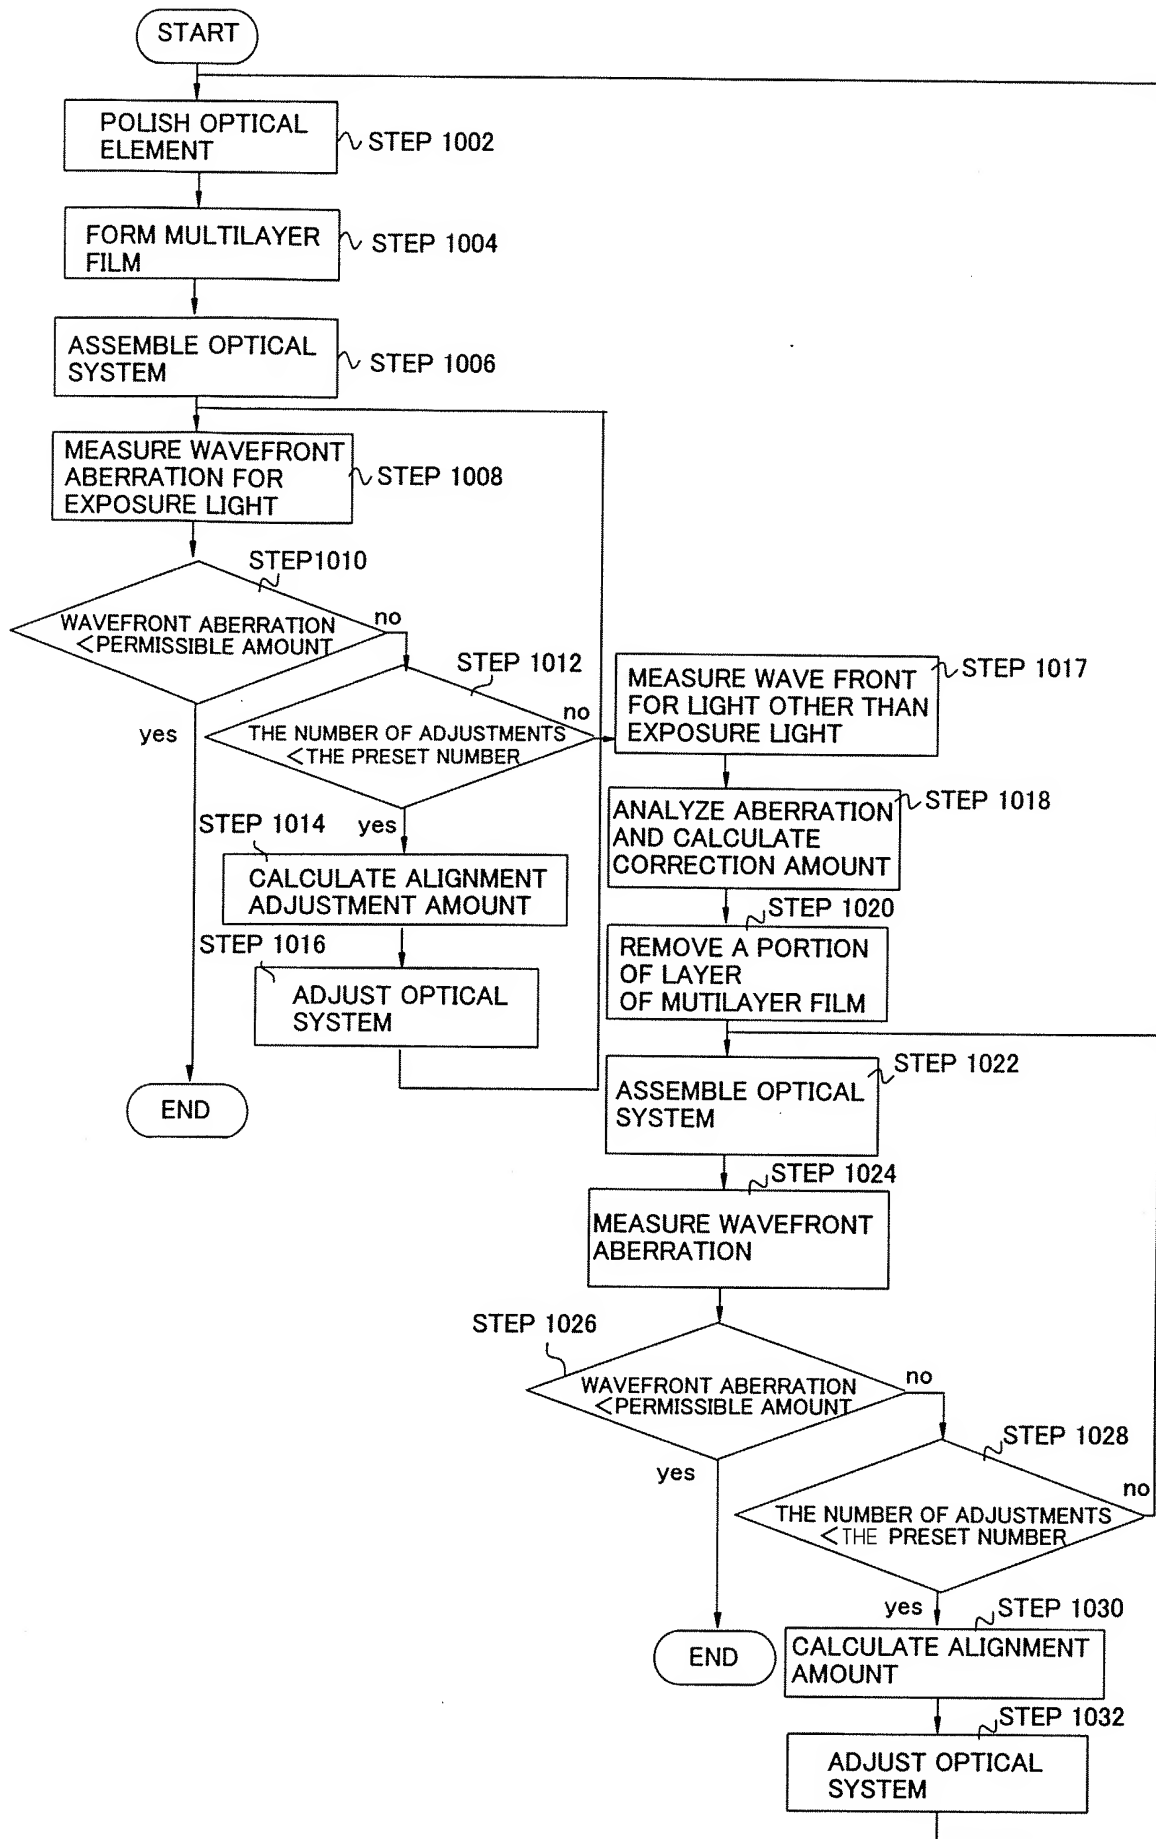 START
POLISH OPTICAL
ELEMENT
STEP 1002
FORM MULTILAYER
FILM
STEP 1004
ASSEMBLE OPTICAL
SYSTEM
STEP 1006
MEASURE WAVEFRONT
ABERRATION FOR
EXPOSURE LIGHT
STEP 1008
STEP1010
WAVEFRONT ABERRATION
<PERMISSIBLE AMOUNT
no
yes
STEP 1012
THE NUMBER OF ADJUSTMENTS
<THE PRESET NUMBER
no
yes
STEP 1014
CALCULATE ALIGNMENT
ADJUSTMENT AMOUNT
STEP 1016
ADJUST OPTICAL
SYSTEM
END
MEASURE WAVE FRONT
FOR LIGHT OTHER THAN
EXPOSURE LIGHT
STEP 1017
ANALYZE ABERRATION
AND CALCULATE
CORRECTION AMOUNT
STEP 1018
STEP 1020
REMOVE A PORTION
OF LAYER
OF MUTILAYER FILM
ASSEMBLE OPTICAL
SYSTEM
STEP 1022
STEP 1024
MEASURE WAVEFRONT
ABERRATION
STEP 1026
WAVEFRONT ABERRATION
<PERMISSIBLE AMOUNT
no
yes
STEP 1028
THE NUMBER OF ADJUSTMENTS
<THE PRESET NUMBER
no
yes
END
STEP 1030
CALCULATE ALIGNMENT
AMOUNT
STEP 1032
ADJUST OPTICAL
SYSTEM